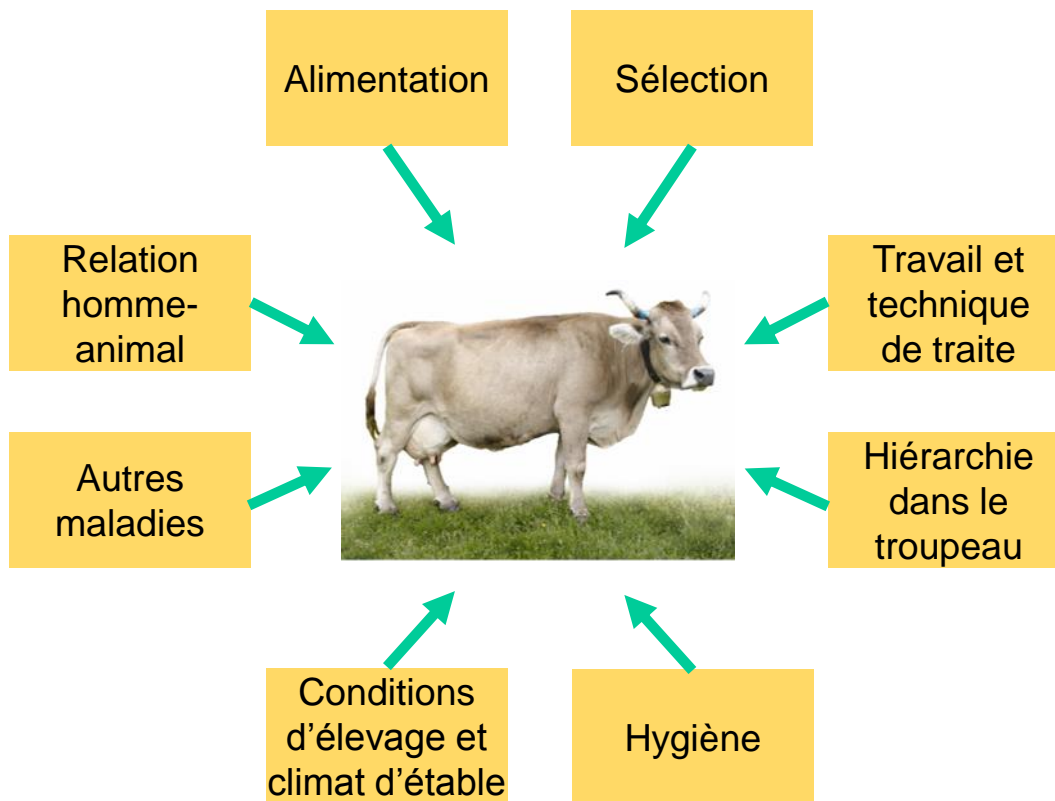 Alimentation
Sélection
Relation
homme-
animal
Travail et
technique
de traite
Autres
maladies
Hiérarchie
dans le
troupeau
Conditions
d’élevage et
climat d’étable
Hygiène